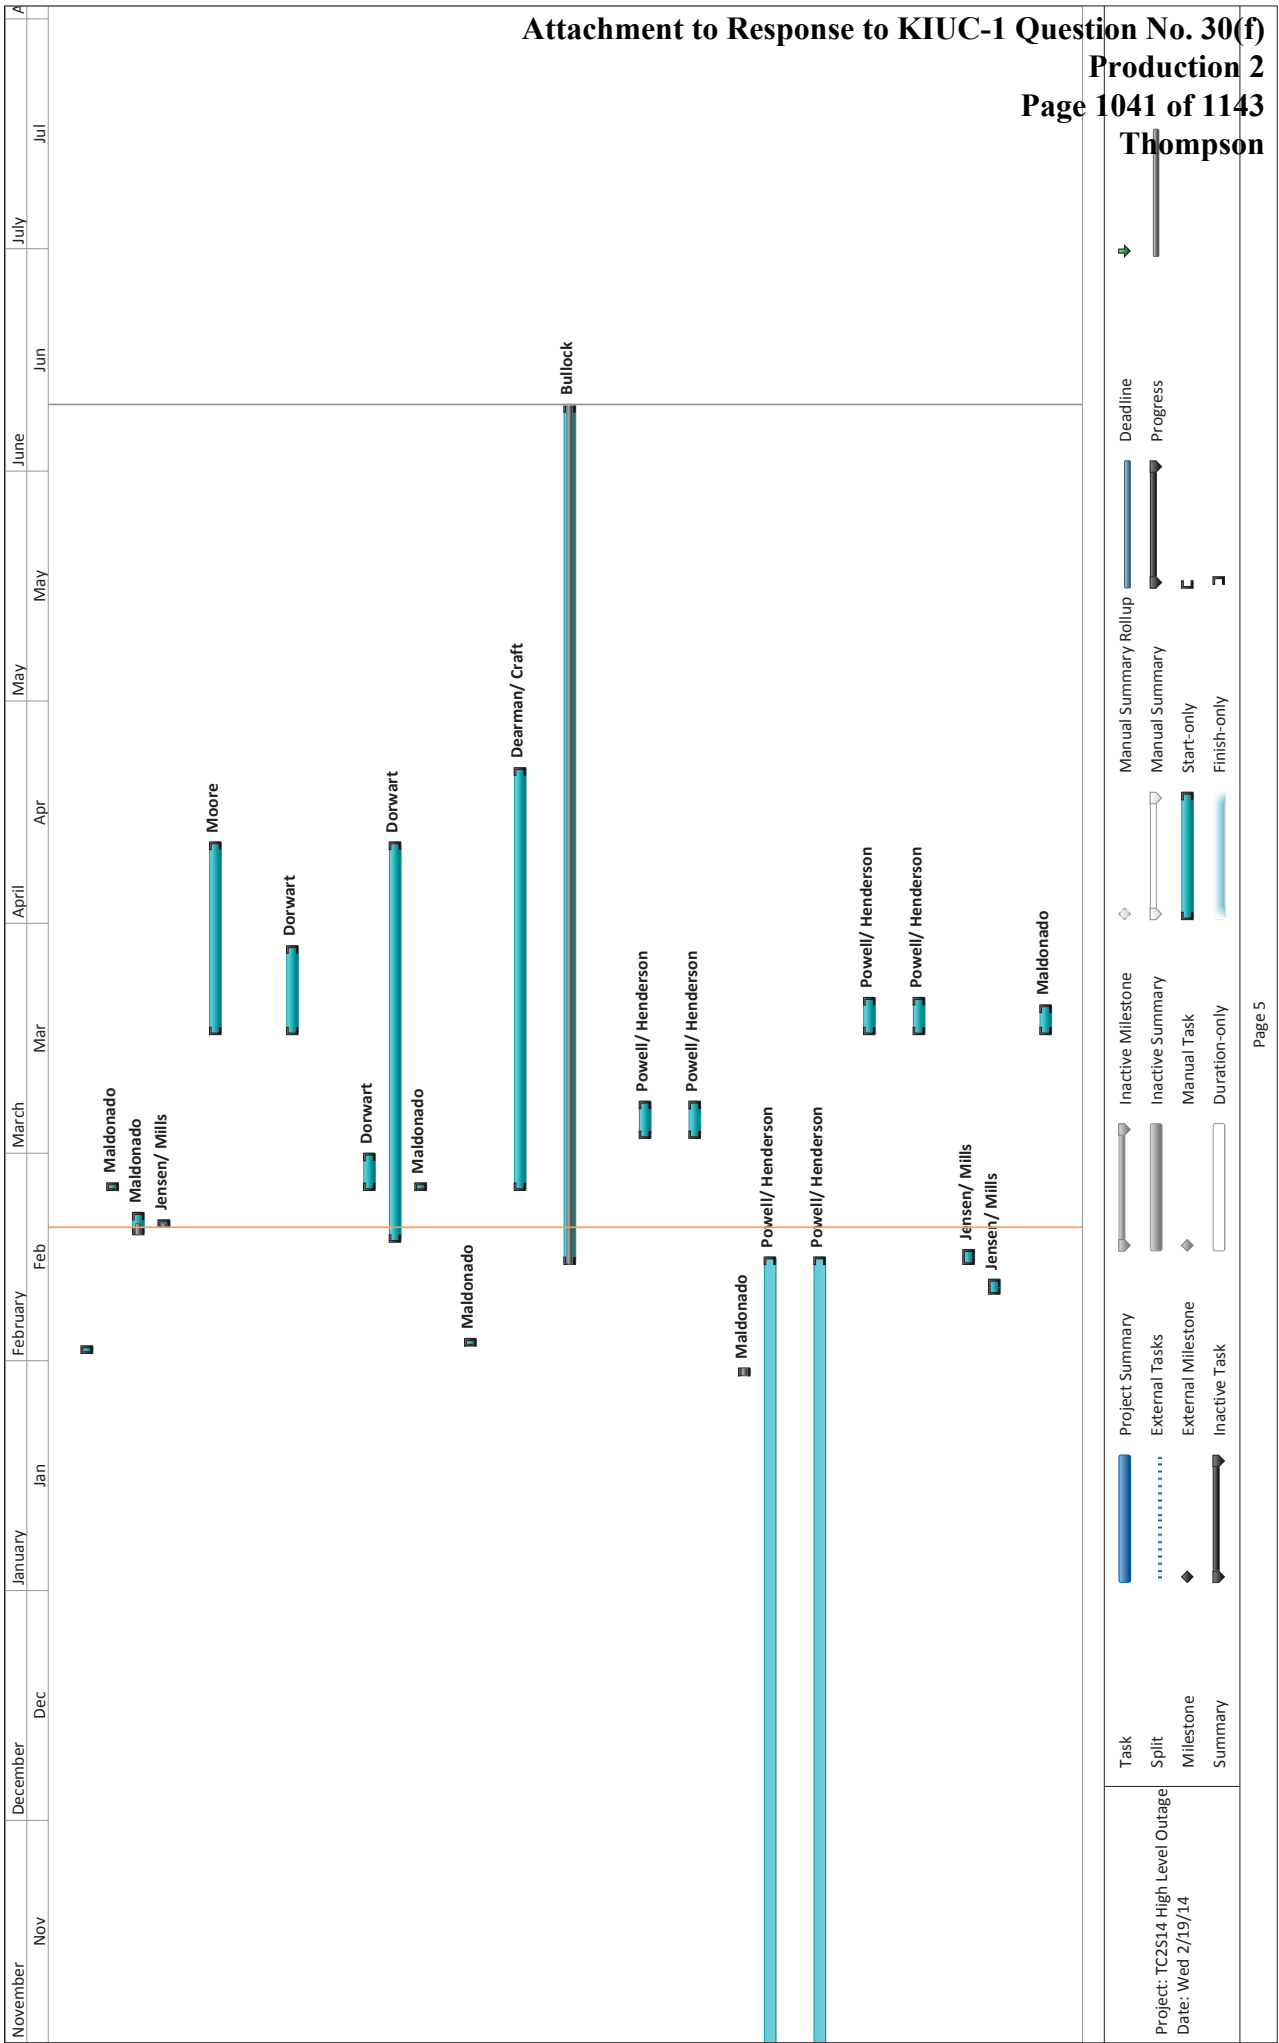 Attachment to Response to KIUC-1 Question No. 30(f)
Production 2
Page 1041 of 1143
Thompson
November
December
January
February
March
April
May
June
July
A
Nov
Dec
Jan
Feb
Mar
Apr
May
Jun
Jul
Maldonado
Maldonado
Jensen/ Mills
Moore
Dorwart
Dorwart
Dorwart
Maldonado
Maldonado
Dearman/ Craft
Bullock
Powell/ Henderson
Powell/ Henderson
Maldonado
Powell/ Henderson
Powell/ Henderson
Powell/ Henderson
Powell/ Henderson
Jensen/ Mills
Jensen/ Mills
Maldonado
Project: TC2S14 High Level Outage
Date: Wed 2/19/14
Task
Split
Milestone
Summary
Project Summary
External Tasks
External Milestone
Inactive Task
Inactive Milestone
Inactive Summary
Manual Task
Duration-only
Manual Summary Rollup
Manual Summary
Start-only
Finish-only
Deadline
Progress
Page 5